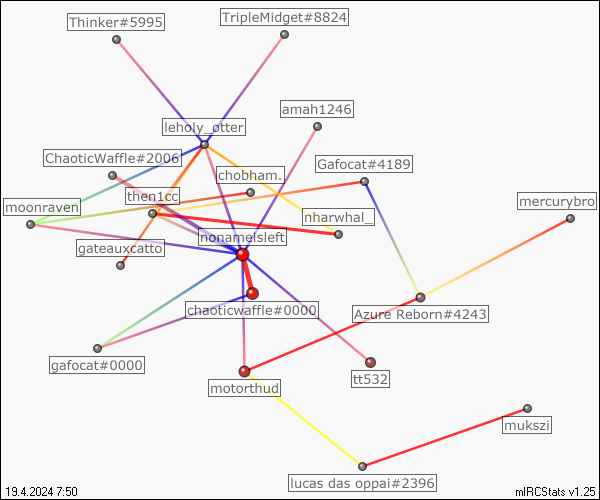 Thinker#5995
TripleMidget#8824
amah1246
leholy_otter
ChaoticWaffle#2006
Gafocat#4189
chobham.
then1cc
moonraven
mercurybro
nharwhal_
nonameisleft
gateauxcatto
chaoticwaffle#0000
Azure Reborn#4243
gafocat#0000
tt532
motorthud
mukszi
lucas das oppai#2396
19.4.2024 7:50
mIRCStats v1.25